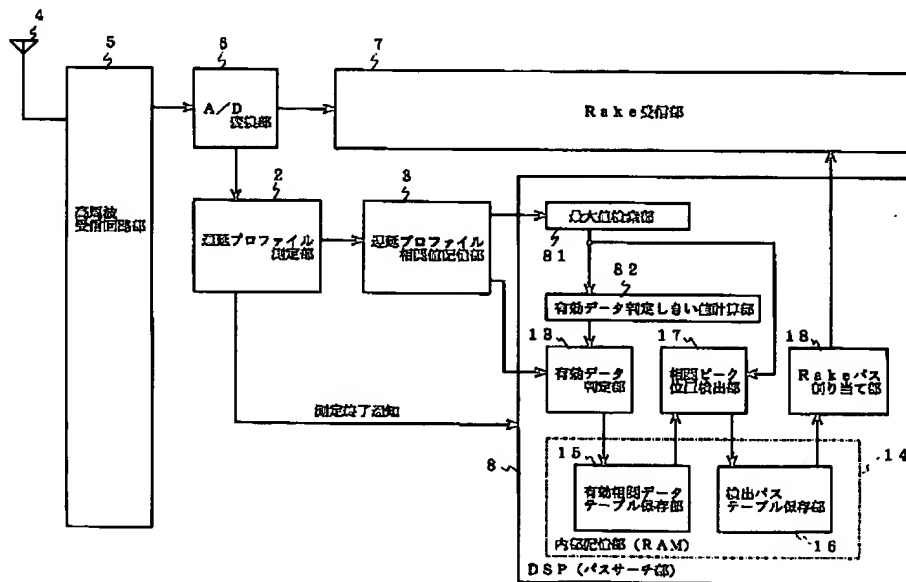 4
5
6
7
A/D
変換部
Rake受信部
高周波
受信回路部
2
3
遅延プロファイル
測定部
遅延プロファイル
相関値記憶部
最大値検索部
81
82
有効データ判定しきい値計算部
13
17
18
有効データ
判定部
相関ピーク
位置検出部
Rakeパス
割り当て部
測定終了通知
8
15
14
有効相関データ
テーブル保存部
検出パス
テーブル保存部
16
内部記憶部(RAM)
DSP(パスサーチ部)